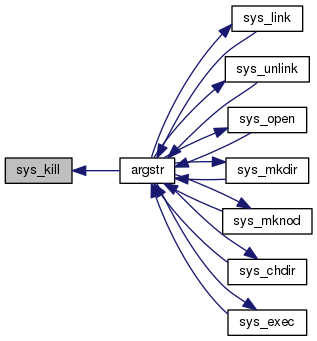 sys_link
sys_unlink
sys_open
sys_kill
argstr
sys_mkdir
sys_mknod
sys_chdir
sys_exec